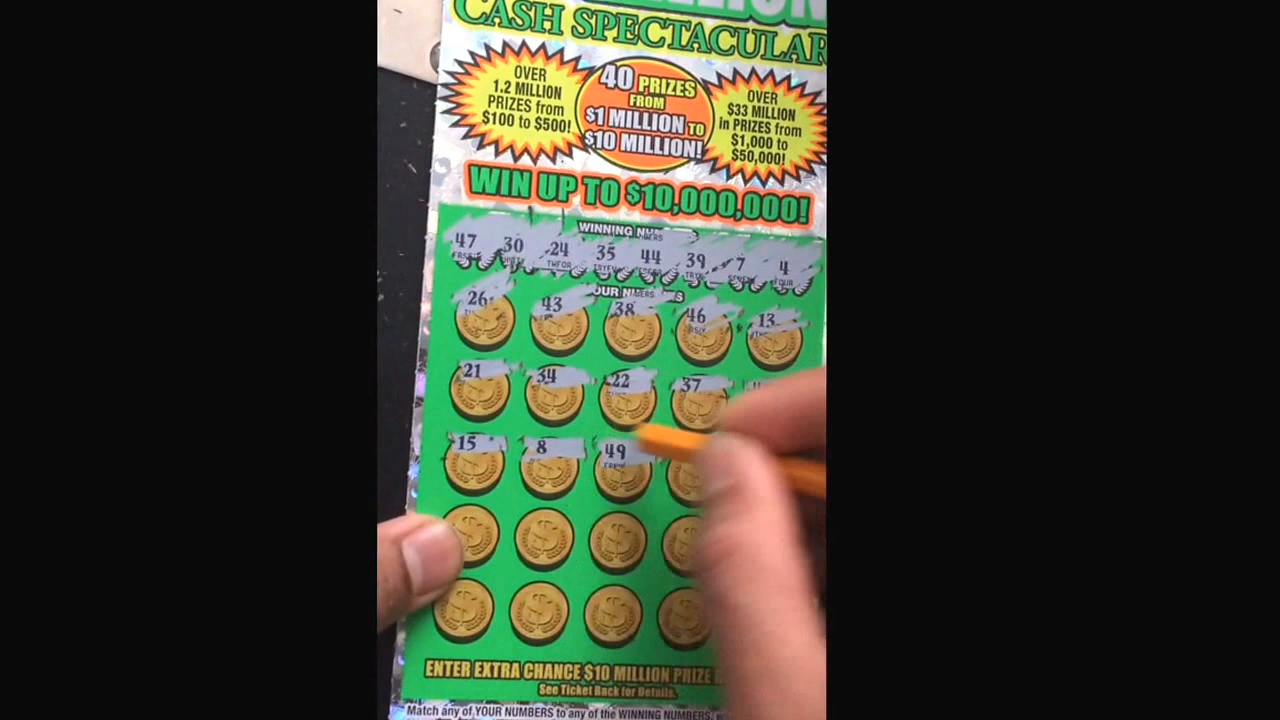 CASH SPECTACULAR
OVER
1.2 MILLION
PRIZES from
$100 to $500!
40 PRIZES
FROM
$1 MILLION TO
$10 MILLION!
OVER
$33 MILLION
in PRIZES from
$1,000 to
$50,000!
WIN UP TO $10,000,000!
WINNING NUMBERS
47 30 24 35 44 39 7 4
THIRTY TWFOR FOUR
26 43 38 46 13
21 34 22 37
15 8 49
ENTER EXTRA CHANCE $10 MILLION PRIZE
See Ticket Back for Details.
Match any of YOUR NUMBERS to any of the WINNING NUMBERS,